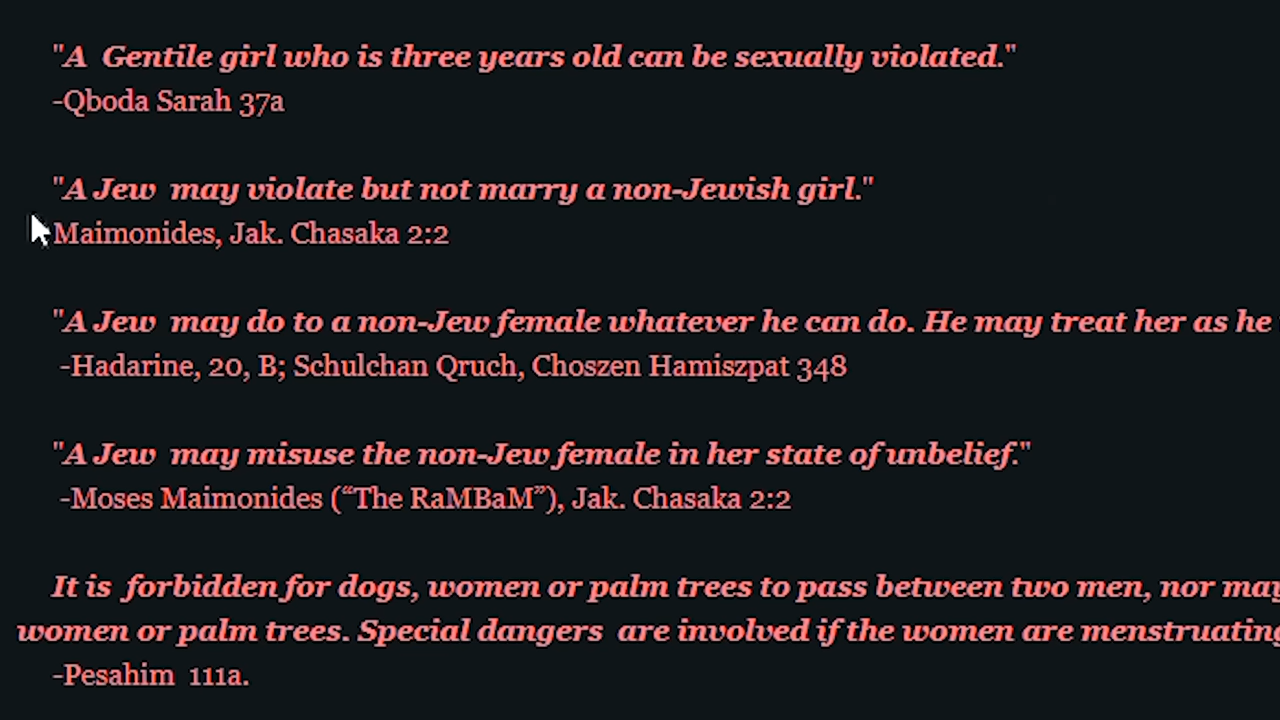 "A Gentile girl who is three years old can be sexually violated."
-Qboda Sarah 37a
"A Jew may violate but not marry a non-Jewish girl."
Maimonides, Jak. Chasaka 2:2
"A Jew may do to a non-Jew female whatever he can do. He may treat her as he
-Hadarine, 20, B; Schulchan Qruch, Choszen Hamiszpat 348
"A Jew may misuse the non-Jew female in her state of unbelief."
-Moses Maimonides (“The RaMBaM”), Jak. Chasaka 2:2
It is forbidden for dogs, women or palm trees to pass between two men, nor may
women or palm trees. Special dangers are involved if the women are menstruating
-Pesahim 111a.